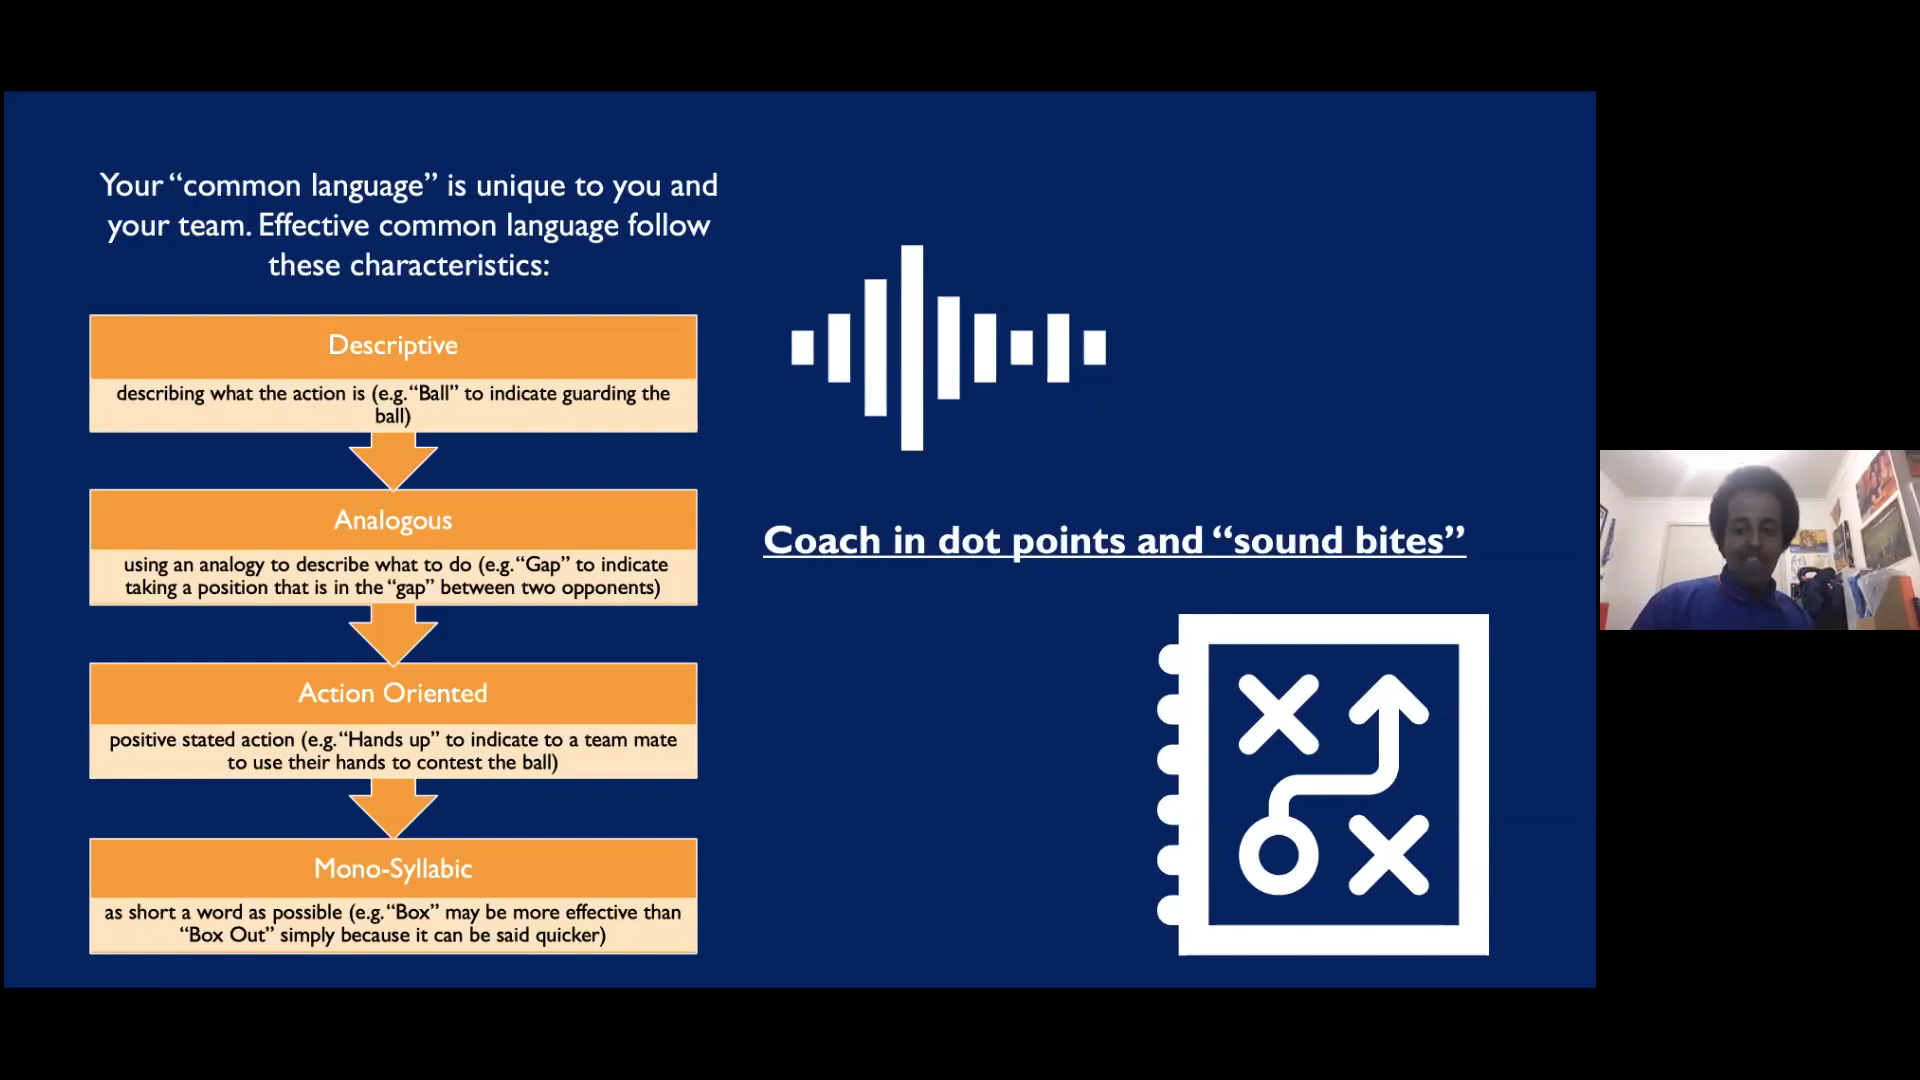 Your “common language” is unique to you and
your team. Effective common language follow
these characteristics:
Descriptive
describing what the action is (e.g. “Ball” to indicate guarding the
ball)
Analogous
using an analogy to describe what to do (e.g. “Gap” to indicate
taking a position that is in the “gap” between two opponents)
Action Oriented
positive stated action (e.g. “Hands up” to indicate to a team mate
to use their hands to contest the ball)
Mono-Syllabic
as short a word as possible (e.g. “Box” may be more effective than
“Box Out” simply because it can be said quicker)
Coach in dot points and “sound bites”